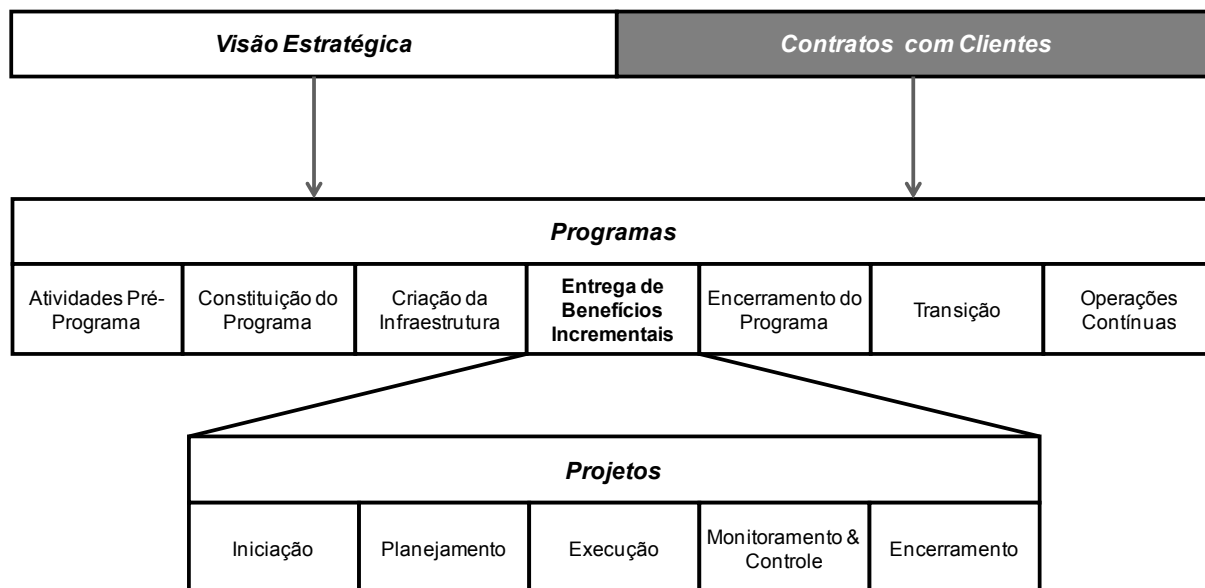 Visão Estratégica
Contratos com Clientes
Programas
Atividades Pré-
Programa
Constituição do
Programa
Criação da
Infraestrutura
Entrega de
Benefícios
Incrementais
Encerramento do
Programa
Transição
Operações
Contínuas
Projetos
Iniciação
Planejamento
Execução
Monitoramento &
Controle
Encerramento